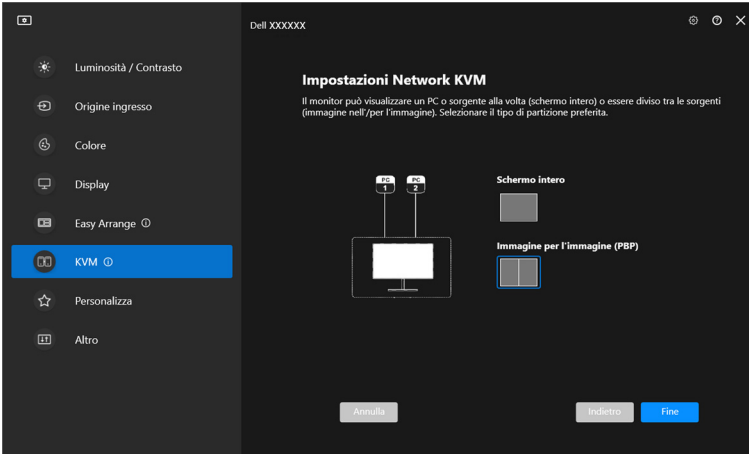 Dell XXXXXX
Luminosità / Contrasto
Origine ingresso
Colore
Display
Easy Arrange
KVM
Personalizza
Altro
Impostazioni Network KVM
Il monitor può visualizzare un PC o sorgente alla volta (schermo intero) o essere diviso tra le sorgenti
(immagine nell'/per l'immagine). Selezionare il tipo di partizione preferita.
PC
1
PC
2
Schermo intero
Immagine per l'immagine (PBP)
Annulla
Indietro
Fine